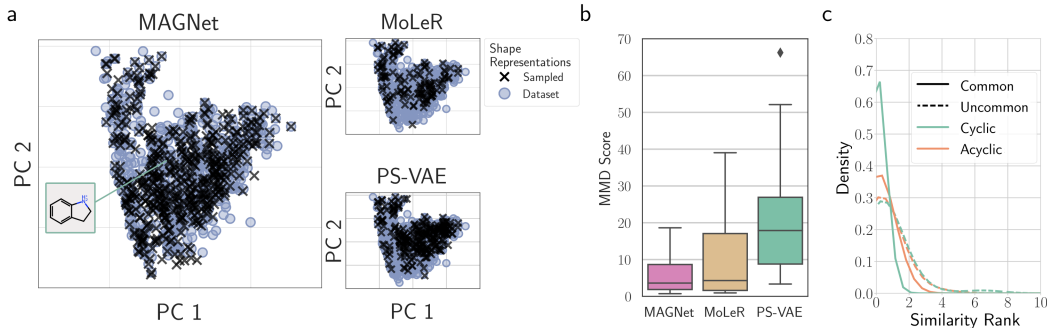 a
MAGNet
PC 2
PC 1
MoLeR
PC 2
PS-VAE
PC 2
PC 1
Shape
Representations
Sampled
Dataset
b
MMD Score
70
60
50
40
30
20
10
0
MAGNet MoLeR PS-VAE
c
Density
0.8
0.7
0.6
0.5
0.4
0.3
0.2
0.1
0.0
Common
Uncommon
Cyclic
Acyclic
0 2 4 6 8 10
Similarity Rank